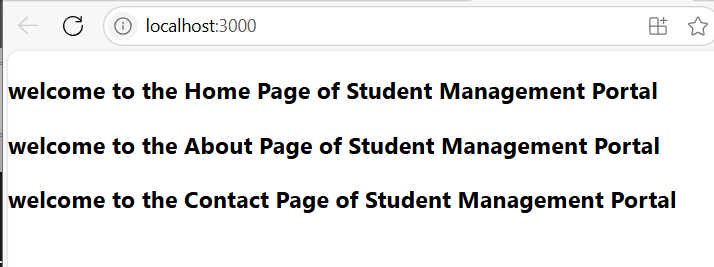 localhost:3000
welcome to the Home Page of Student Management Portal
welcome to the About Page of Student Management Portal
welcome to the Contact Page of Student Management Portal